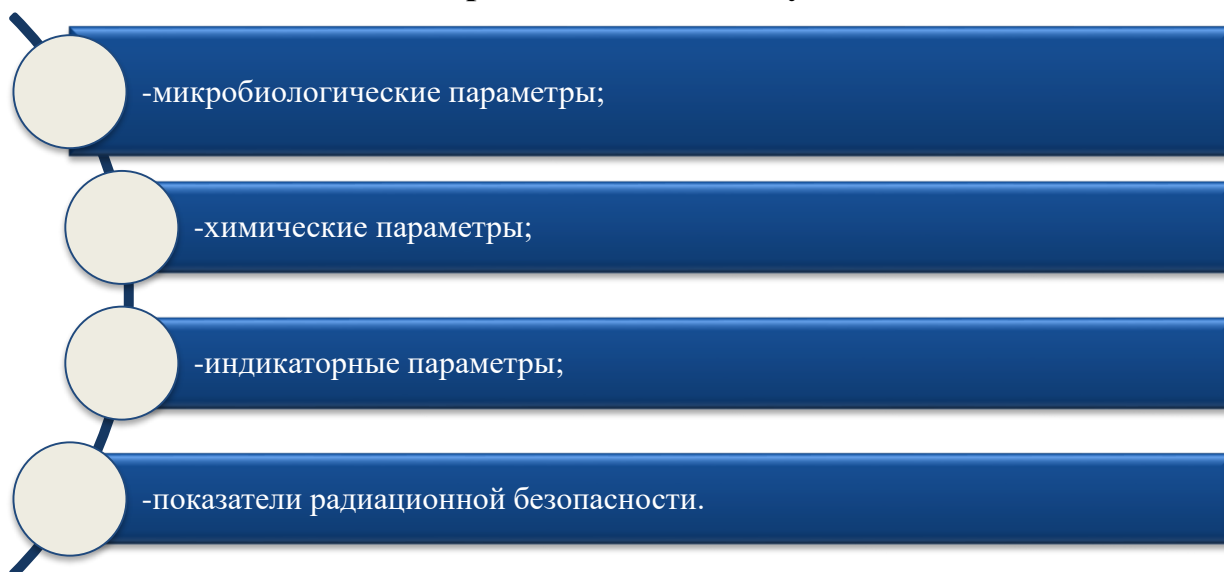 -микробиологические параметры;
-химические параметры;
-индикаторные параметры;
-показатели радиационной безопасности.